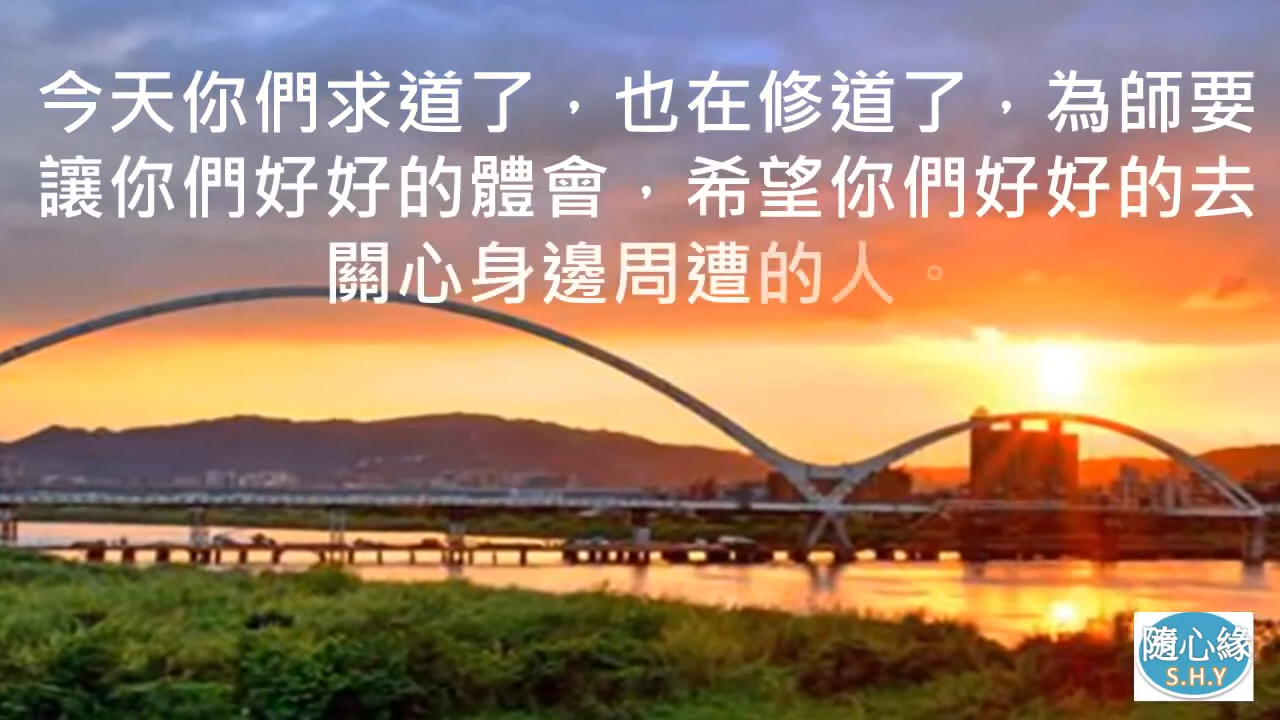 今天你們求道了，也在修道了，為師要
讓你們好好的體會，希望你們好好的去
關心身邊周遭的人。
隨心緣
S.H.Y